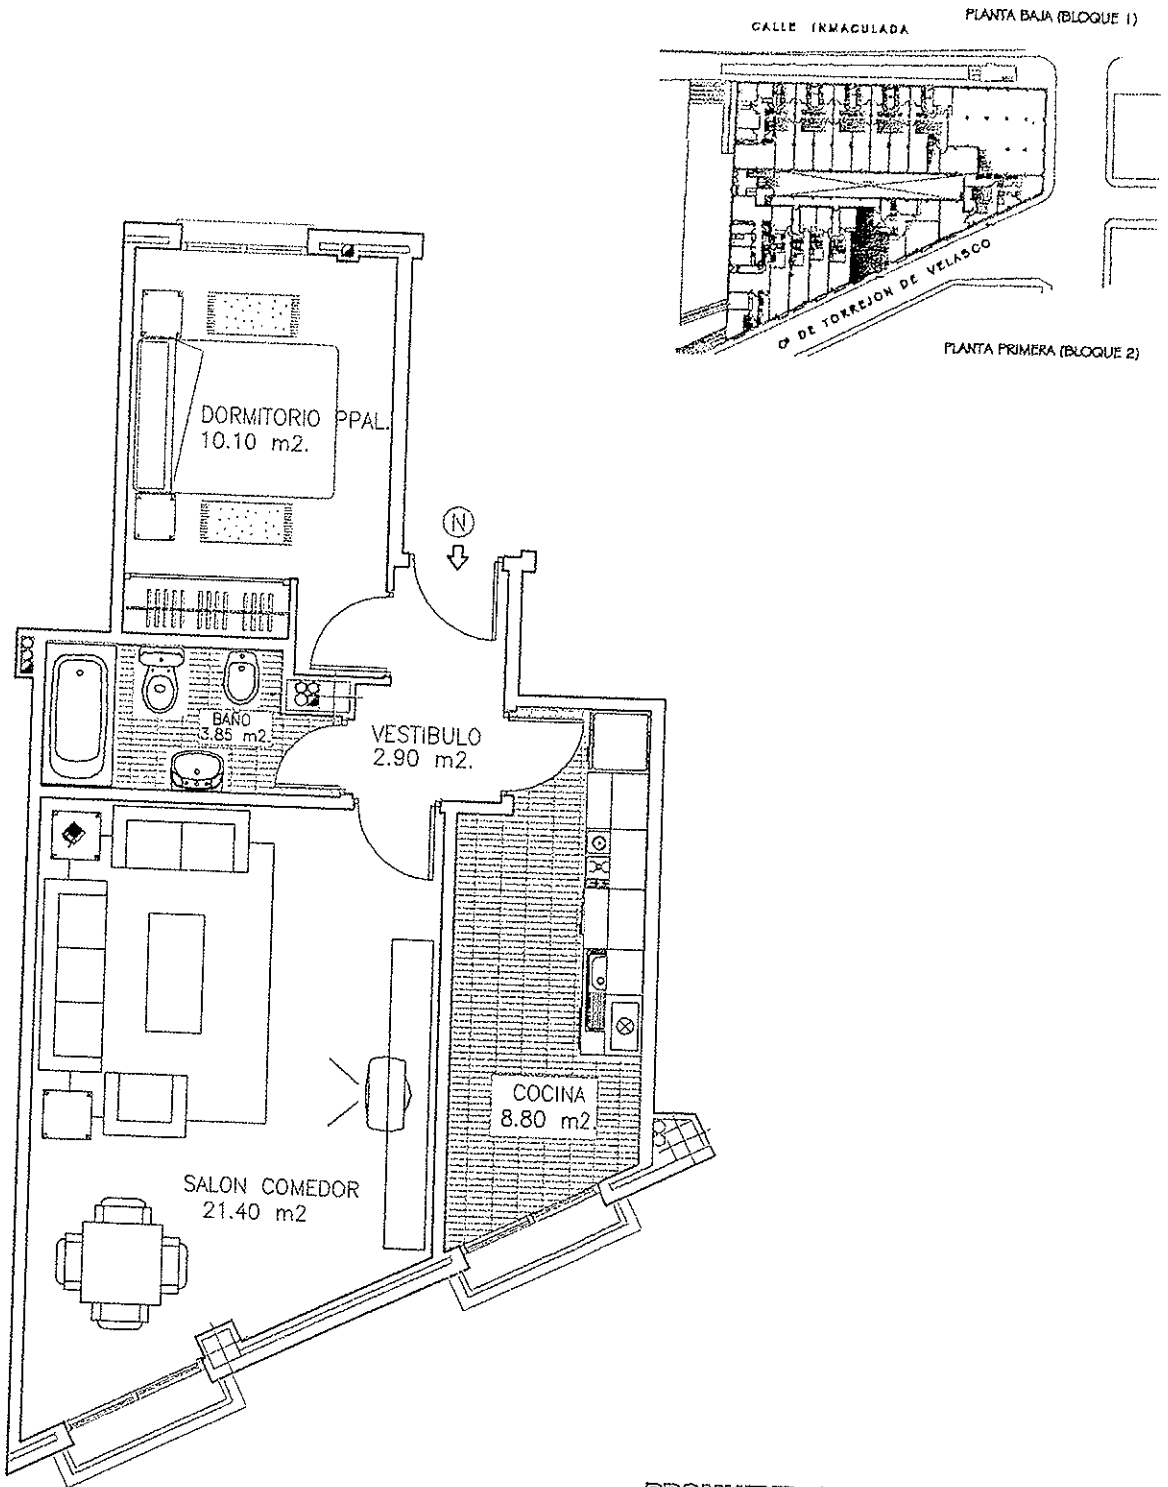 PLANTA BAJA (BLOQUE 1)
CALLE INMACULADA
Cª DE TORREJON DE VELASCO
PLANTA PRIMERA (BLOQUE 2)
DORMITORIO PPAL.
10.10 m2.
N
BAÑO
3.85 m2.
VESTIBULO
2.90 m2.
COCINA
8.80 m2.
SALON COMEDOR
21.40 m2